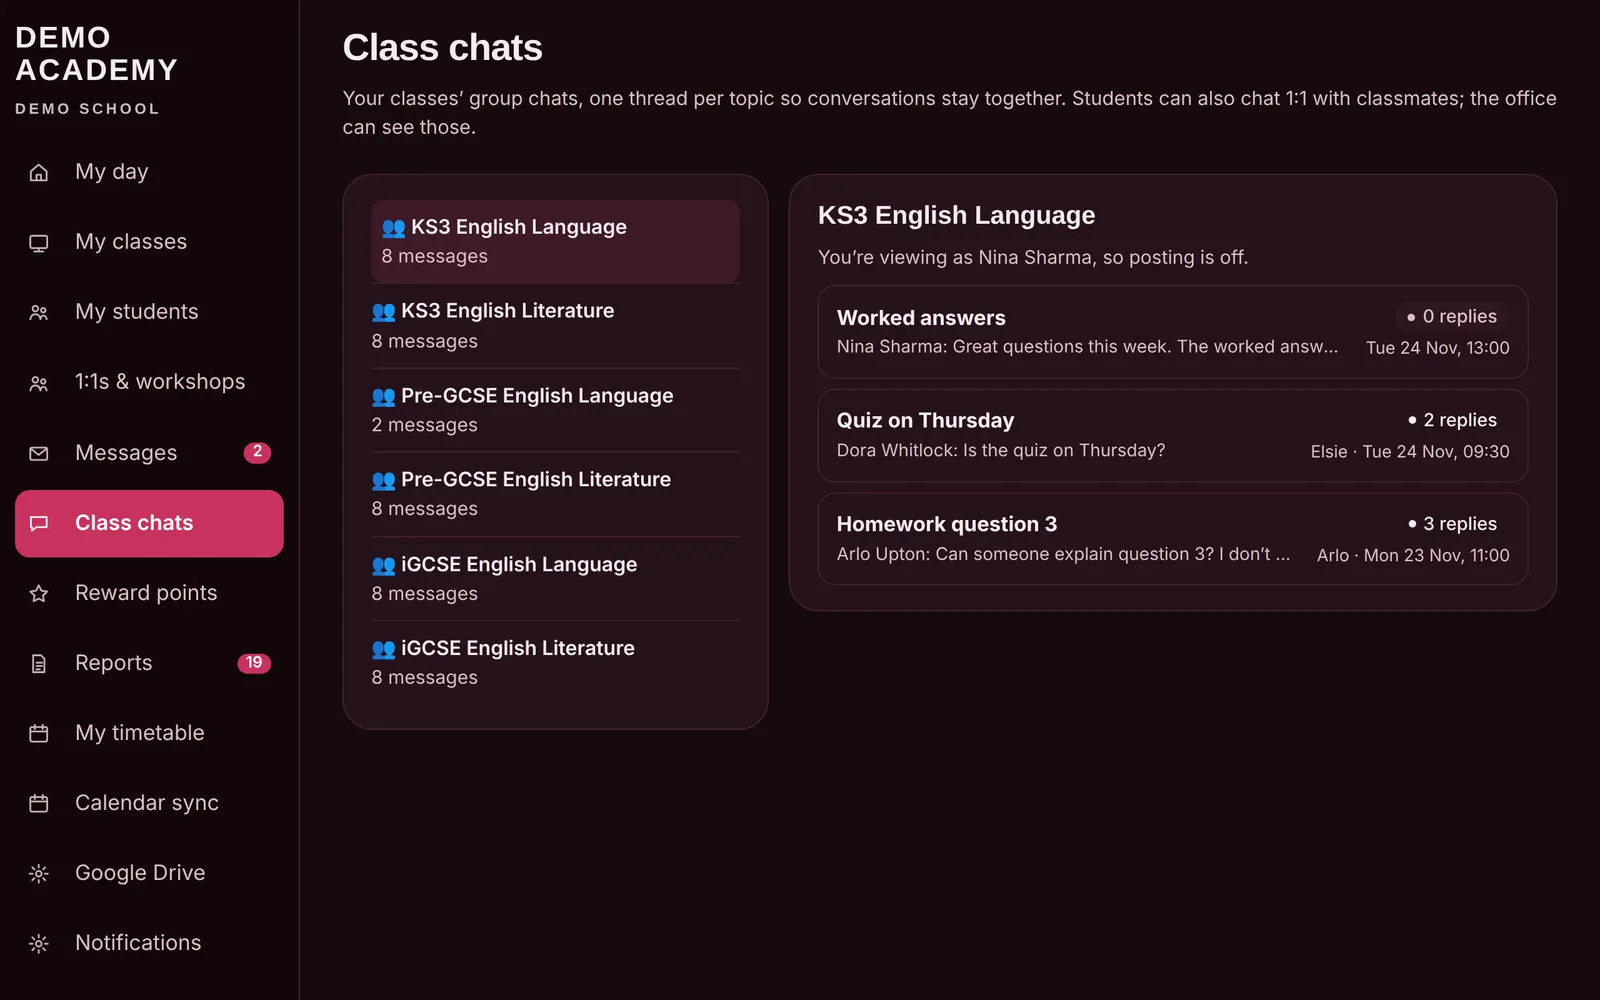 DEMO
ACADEMY
DEMO SCHOOL
My day
My classes
My students
1:1s & workshops
Messages 2
Class chats
Reward points
Reports 19
My timetable
Calendar sync
Google Drive
Notifications
Class chats
Your classes’ group chats, one thread per topic so conversations stay together. Students can also chat 1:1 with classmates; the office
can see those.
KS3 English Language
8 messages
KS3 English Literature
8 messages
Pre-GCSE English Language
2 messages
Pre-GCSE English Literature
8 messages
iGCSE English Language
8 messages
iGCSE English Literature
8 messages
KS3 English Language
You’re viewing as Nina Sharma, so posting is off.
Worked answers • 0 replies
Nina Sharma: Great questions this week. The worked answ... Tue 24 Nov, 13:00
Quiz on Thursday • 2 replies
Dora Whitlock: Is the quiz on Thursday? Elsie · Tue 24 Nov, 09:30
Homework question 3 • 3 replies
Arlo Upton: Can someone explain question 3? I don’t ... Arlo · Mon 23 Nov, 11:00